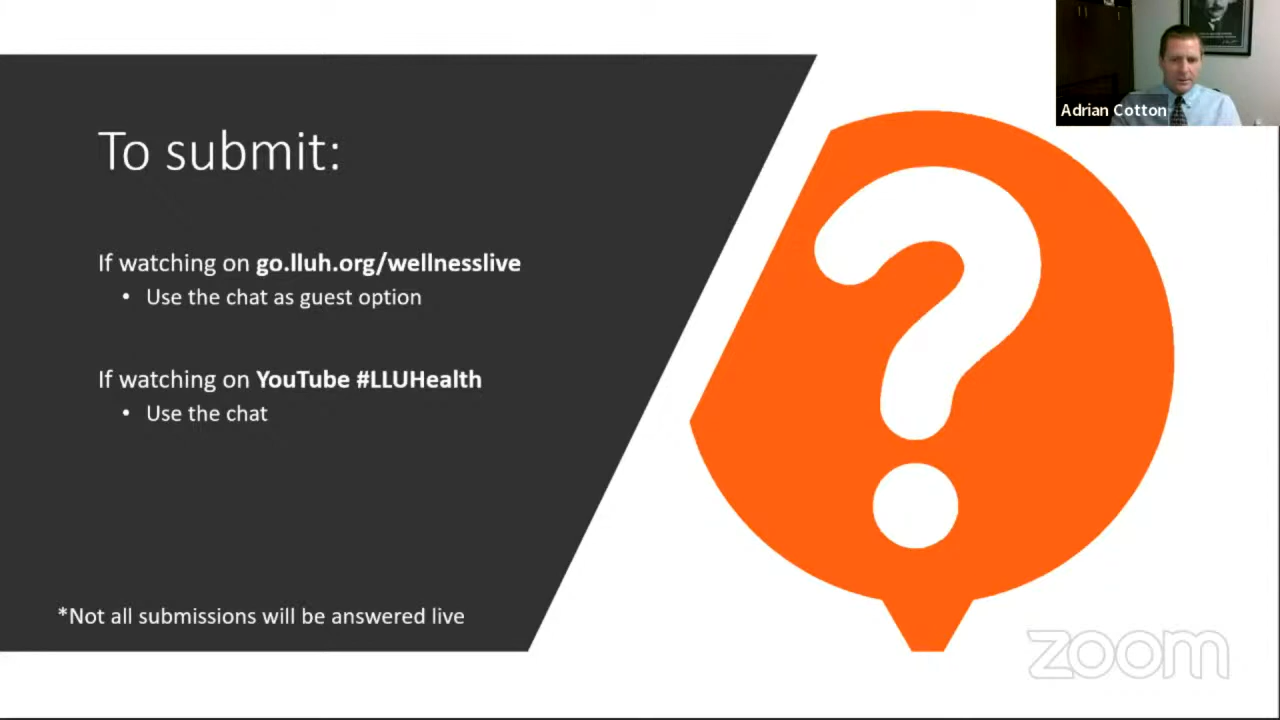 Adrian Cotton
To submit:
If watching on go.lluh.org/wellnesslive
• Use the chat as guest option
If watching on YouTube #LLUHealth
• Use the chat
*Not all submissions will be answered live
zoom